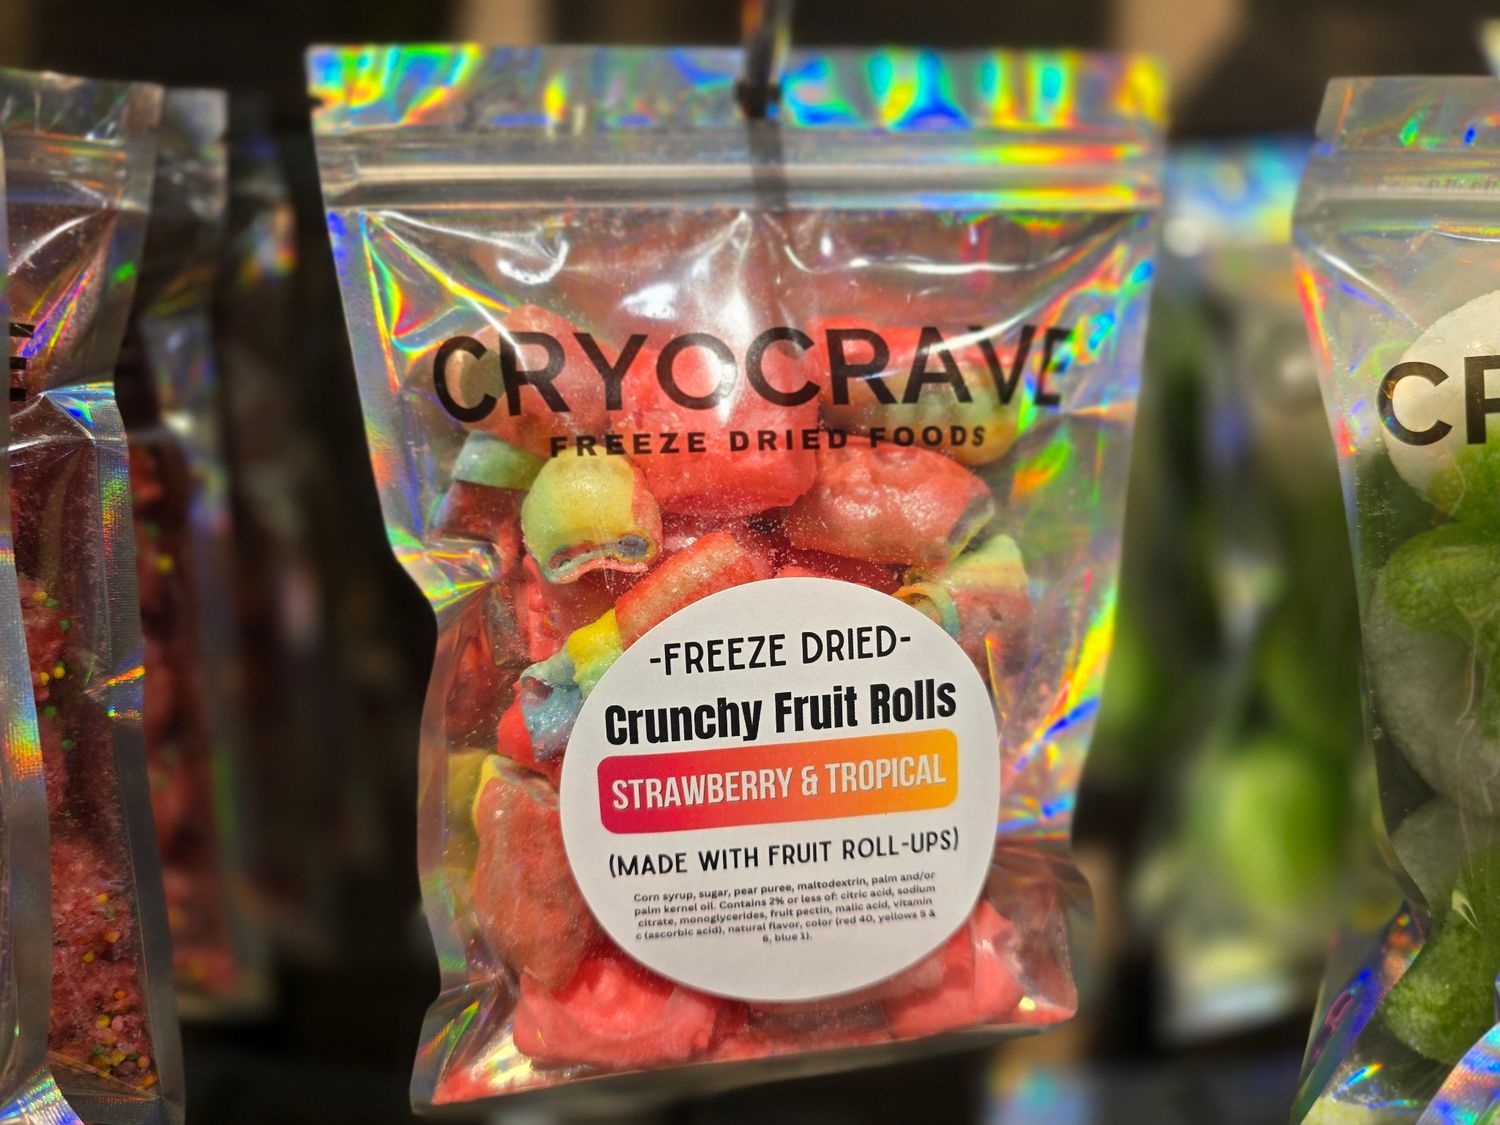 CRYOCRAVE
FREEZE DRIED FOODS
-FREEZE DRIED-
Crunchy Fruit Rolls
STRAWBERRY & TROPICAL
(MADE WITH FRUIT ROLL-UPS)
Corn syrup, sugar, pear puree, maltodextrin, palm and/or
palm kernel oil. Contains 2% or less of: citric acid, sodium
citrate, monoglycerides, fruit pectin, malic acid, vitamin
c (ascorbic acid), natural flavor, color (red 40, yellows 5 &
6, blue 1).
CR